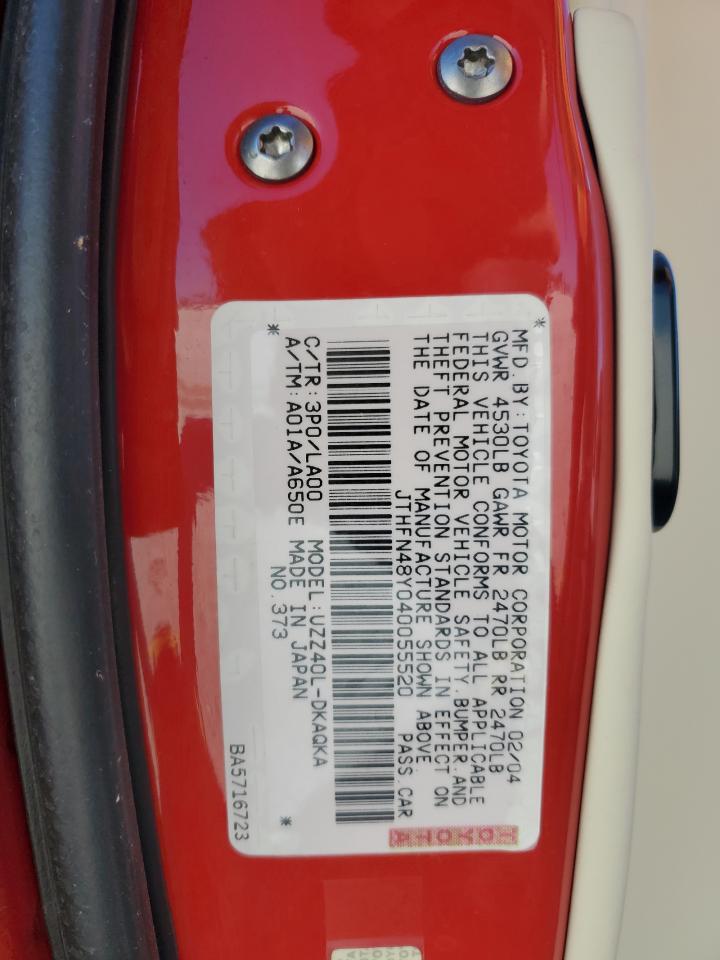 MFD. BY: TOYOTA MOTOR CORPORATION 02/04
GVWR 4530LB GAWR FR 2470LB RR 2470LB
THIS VEHICLE CONFORMS TO ALL APPLICABLE
FEDERAL MOTOR VEHICLE SAFETY, BUMPER, AND
THEFT PREVENTION STANDARDS IN EFFECT ON
THE DATE OF MANUFACTURE SHOWN ABOVE.
JTHFN48Y040055520 PASS. CAR
TOYOTA
C/TR: 3P0/LA00 MODEL: UZZ40L-DKAQKA
A/TM: A01A/A650E MADE IN JAPAN
NO. 373
BA5716723